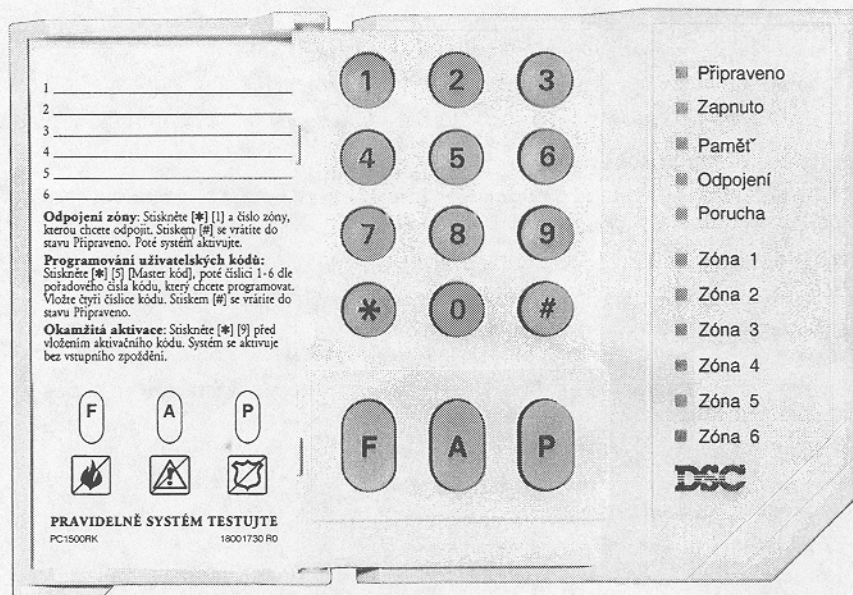 1
2
3
4
5
6
Odpojení zóny: Stiskněte [✱] [1] a číslo zóny,
kterou chcete odpojit. Stiskem [#] se vrátíte do
stavu Připraveno. Poté systém aktivujte.
Programování uživatelských kódů:
Stiskněte [✱] [5] [Master kód], poté číslici 1-6 dle
pořadového čísla kódu, který chcete programovat.
Vložte čtyři číslice kódu. Stiskem [#] se vrátíte do
stavu Připraveno.
Okamžitá aktivace: Stiskněte [✱] [9] před
vložením aktivačního kódu. Systém se aktivuje
bez vstupního zpoždění.
F A P
PRAVIDELNĚ SYSTÉM TESTUJTE
PC1500RK 18001730 R0
1 2 3
4 5 6
7 8 9
✱ 0 #
F A P
Připraveno
Zapnuto
Paměť
Odpojení
Porucha
Zóna 1
Zóna 2
Zóna 3
Zóna 4
Zóna 5
Zóna 6
DSC